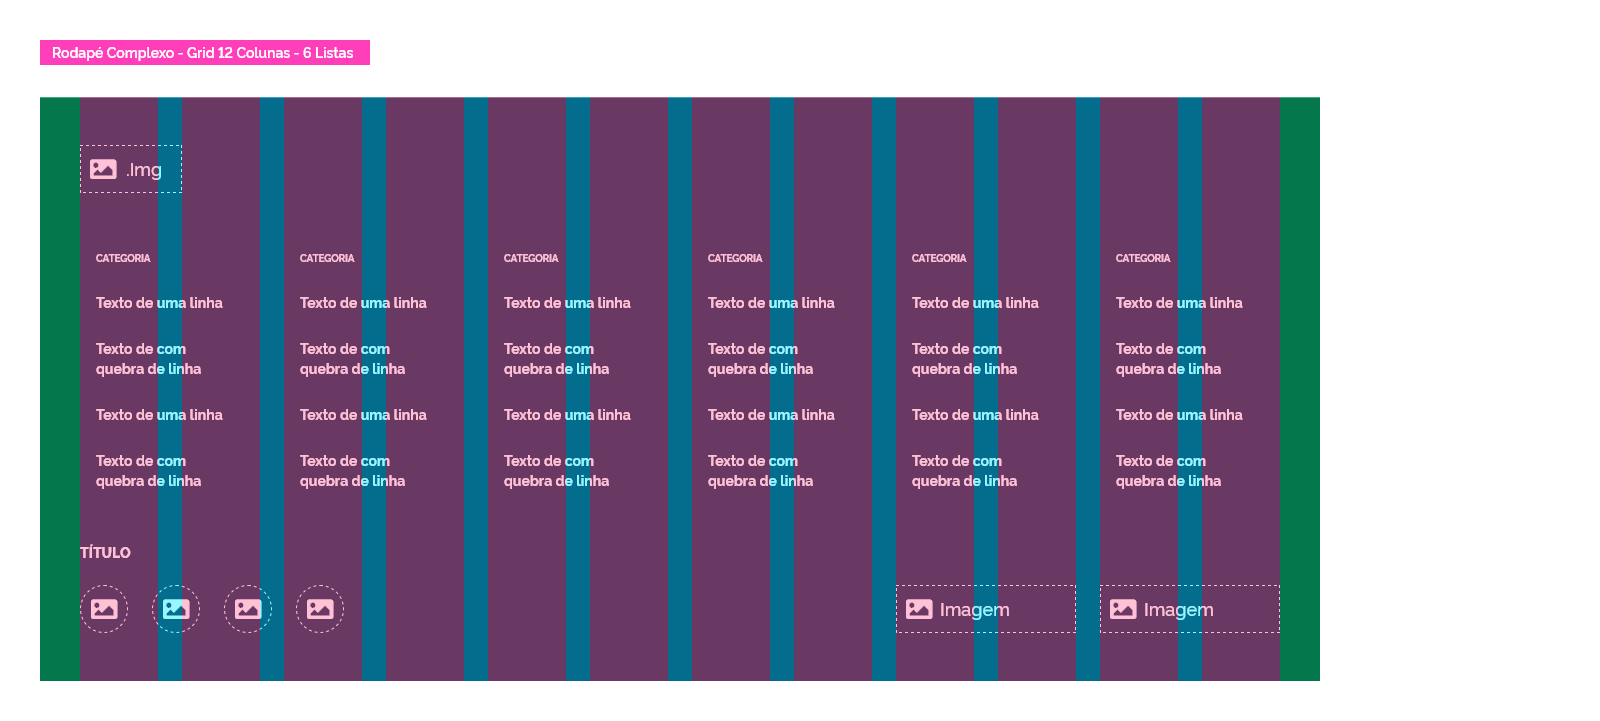 Rodapé Complexo - Grid 12 Colunas - 6 Listas
.Img
CATEGORIA CATEGORIA CATEGORIA CATEGORIA CATEGORIA CATEGORIA
Texto de uma linha Texto de uma linha Texto de uma linha Texto de uma linha Texto de uma linha Texto de uma linha
Texto de com Texto de com Texto de com Texto de com Texto de com Texto de com
quebra de linha quebra de linha quebra de linha quebra de linha quebra de linha quebra de linha
Texto de uma linha Texto de uma linha Texto de uma linha Texto de uma linha Texto de uma linha Texto de uma linha
Texto de com Texto de com Texto de com Texto de com Texto de com Texto de com
quebra de linha quebra de linha quebra de linha quebra de linha quebra de linha quebra de linha
TÍTULO
Imagem Imagem